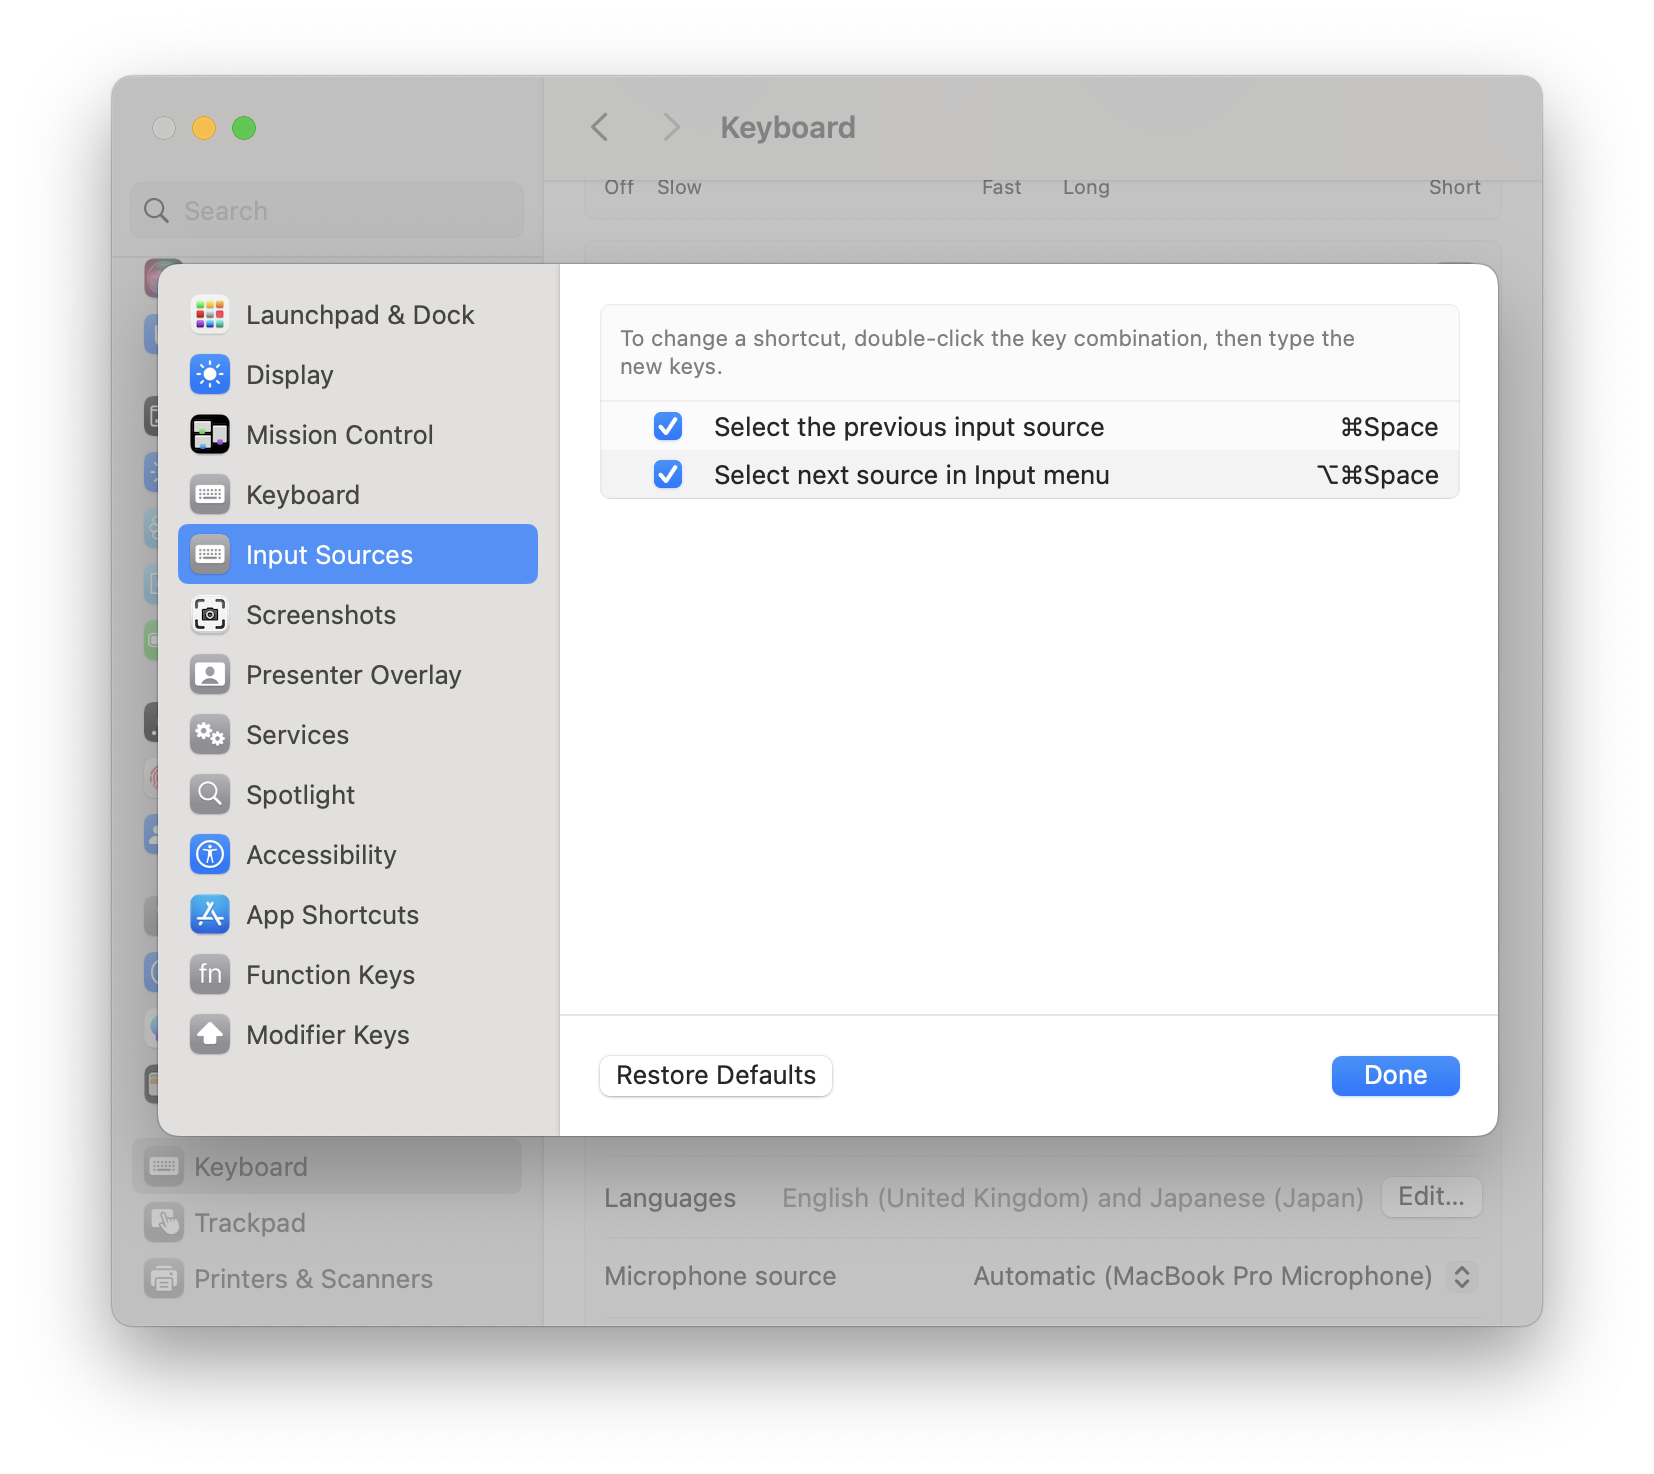 Keyboard
Search
Off Slow Fast Long Short
Launchpad & Dock
Display
Mission Control
Keyboard
Input Sources
Screenshots
Presenter Overlay
Services
Spotlight
Accessibility
App Shortcuts
fn Function Keys
Modifier Keys
To change a shortcut, double-click the key combination, then type the
new keys.
Select the previous input source ⌘Space
Select next source in Input menu ⌥⌘Space
Restore Defaults
Done
Keyboard
Trackpad
Printers & Scanners
Languages English (United Kingdom) and Japanese (Japan) Edit...
Microphone source Automatic (MacBook Pro Microphone)